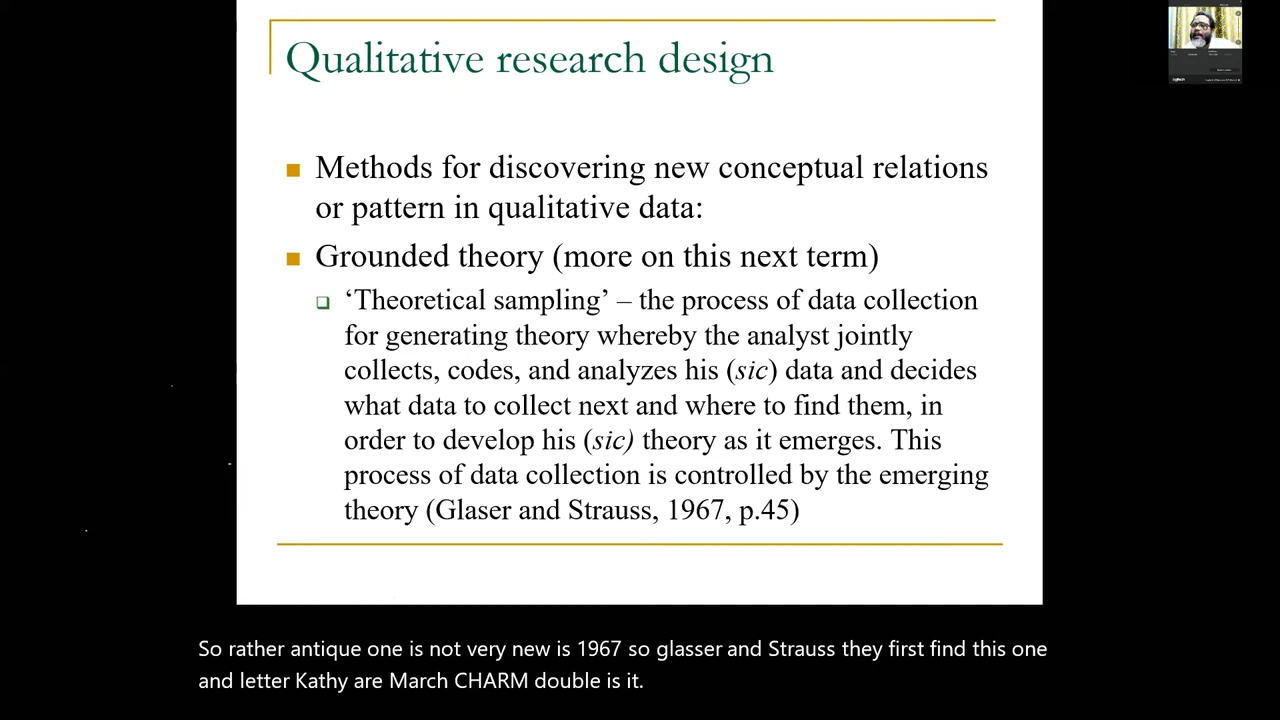 Qualitative research design
Methods for discovering new conceptual relations
or pattern in qualitative data:
Grounded theory (more on this next term)
‘Theoretical sampling’ – the process of data collection
for generating theory whereby the analyst jointly
collects, codes, and analyzes his (sic) data and decides
what data to collect next and where to find them, in
order to develop his (sic) theory as it emerges. This
process of data collection is controlled by the emerging
theory (Glaser and Strauss, 1967, p.45)
So rather antique one is not very new is 1967 so glasser and Strauss they first find this one
and letter Kathy are March CHARM double is it.